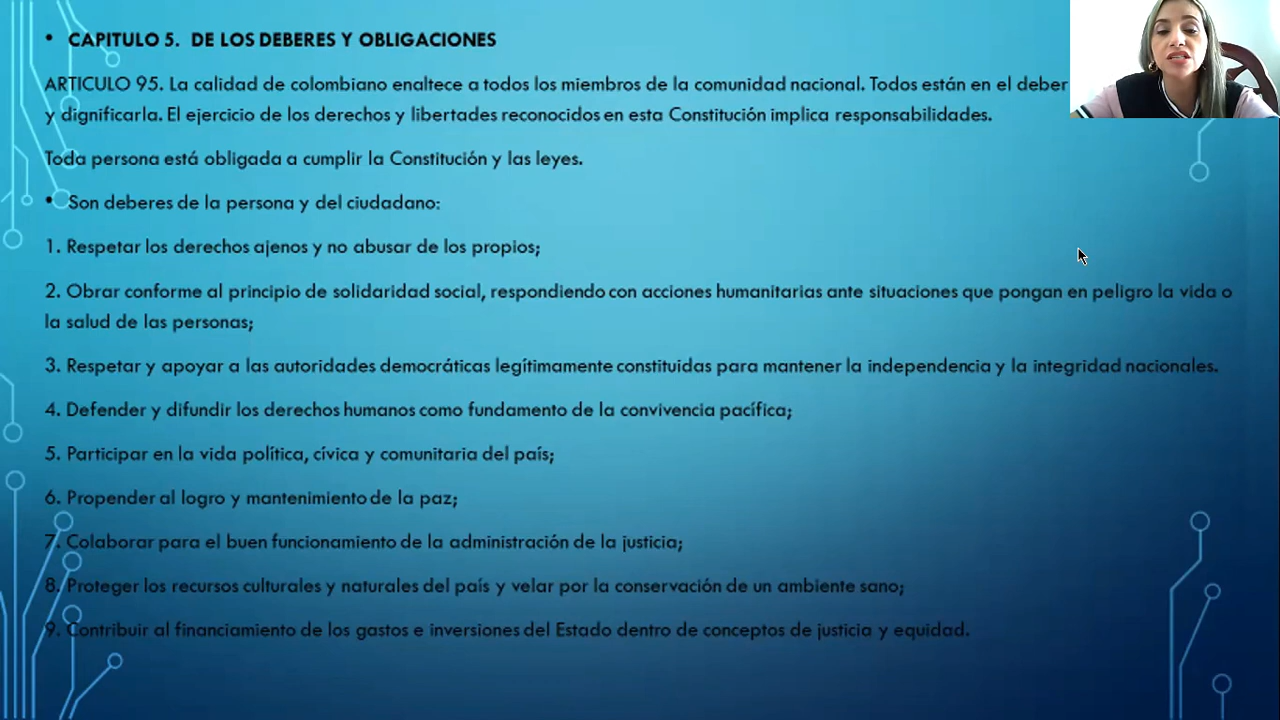 • CAPITULO 5. DE LOS DEBERES Y OBLIGACIONES
ARTICULO 95. La calidad de colombiano enaltece a todos los miembros de la comunidad nacional. Todos están en el deber
y dignificarla. El ejercicio de los derechos y libertades reconocidos en esta Constitución implica responsabilidades.
Toda persona está obligada a cumplir la Constitución y las leyes.
• Son deberes de la persona y del ciudadano:
1. Respetar los derechos ajenos y no abusar de los propios;
2. Obrar conforme al principio de solidaridad social, respondiendo con acciones humanitarias ante situaciones que pongan en peligro la vida o
la salud de las personas;
3. Respetar y apoyar a las autoridades democráticas legítimamente constituidas para mantener la independencia y la integridad nacionales.
4. Defender y difundir los derechos humanos como fundamento de la convivencia pacífica;
5. Participar en la vida política, cívica y comunitaria del país;
6. Propender al logro y mantenimiento de la paz;
7. Colaborar para el buen funcionamiento de la administración de la justicia;
8. Proteger los recursos culturales y naturales del país y velar por la conservación de un ambiente sano;
9. Contribuir al financiamiento de los gastos e inversiones del Estado dentro de conceptos de justicia y equidad.